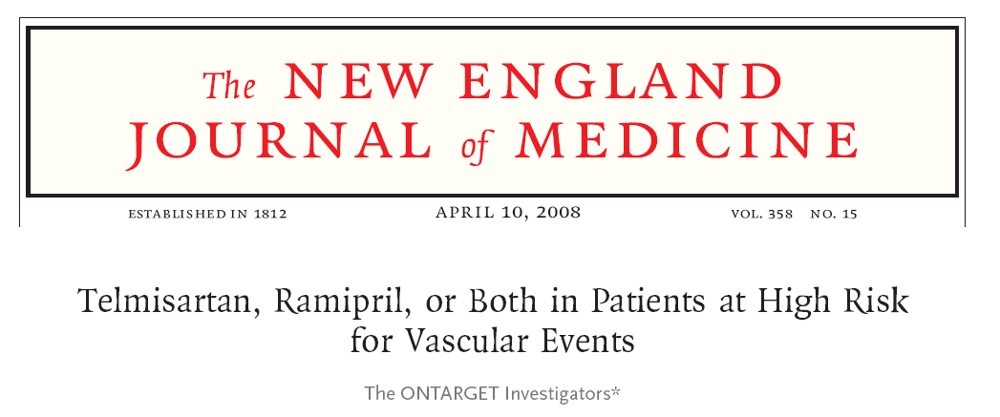 The NEW ENGLAND
JOURNAL of MEDICINE
ESTABLISHED IN 1812 APRIL 10, 2008 VOL. 358 NO. 15
Telmisartan, Ramipril, or Both in Patients at High Risk
for Vascular Events
The ONTARGET Investigators*